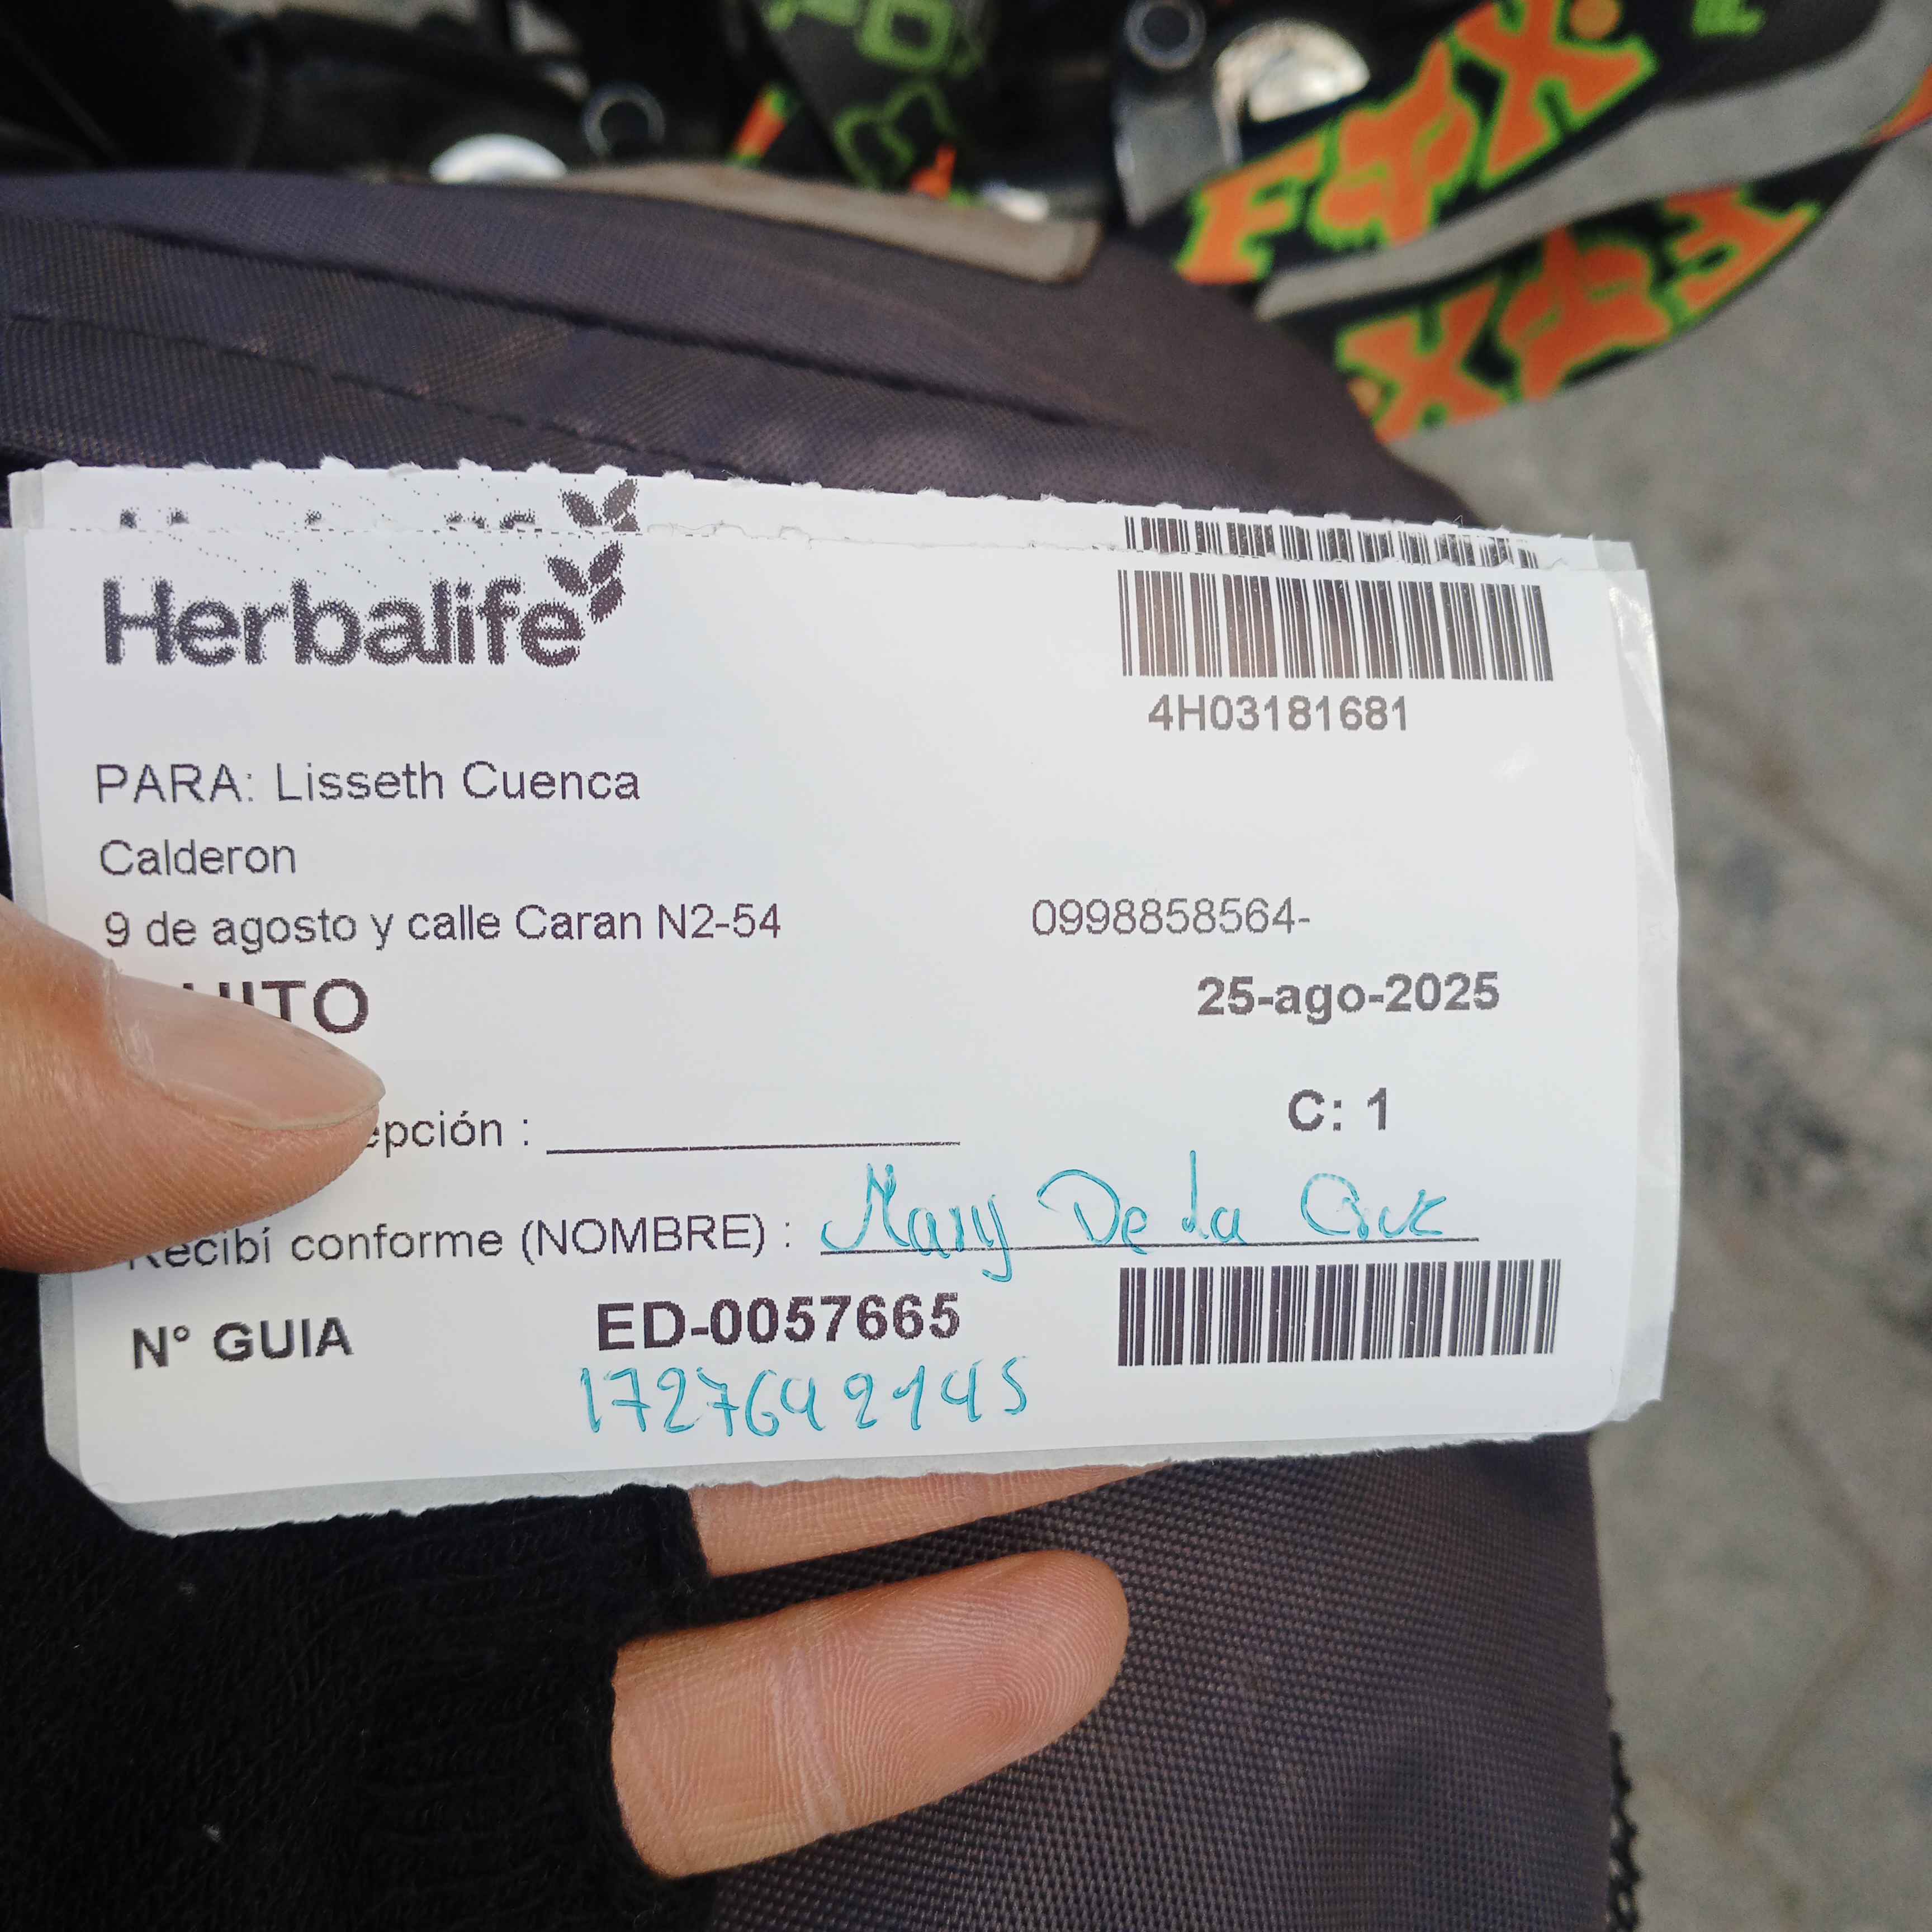 FOX
FOX
Herbalife
4H03181681
PARA: Lisseth Cuenca
Calderon
9 de agosto y calle Caran N2-54 0998858564-
25-ago-2025
C: 1
Recibí conforme (NOMBRE) : Mary De La Cruz
N° GUIA ED-0057665
1727642145